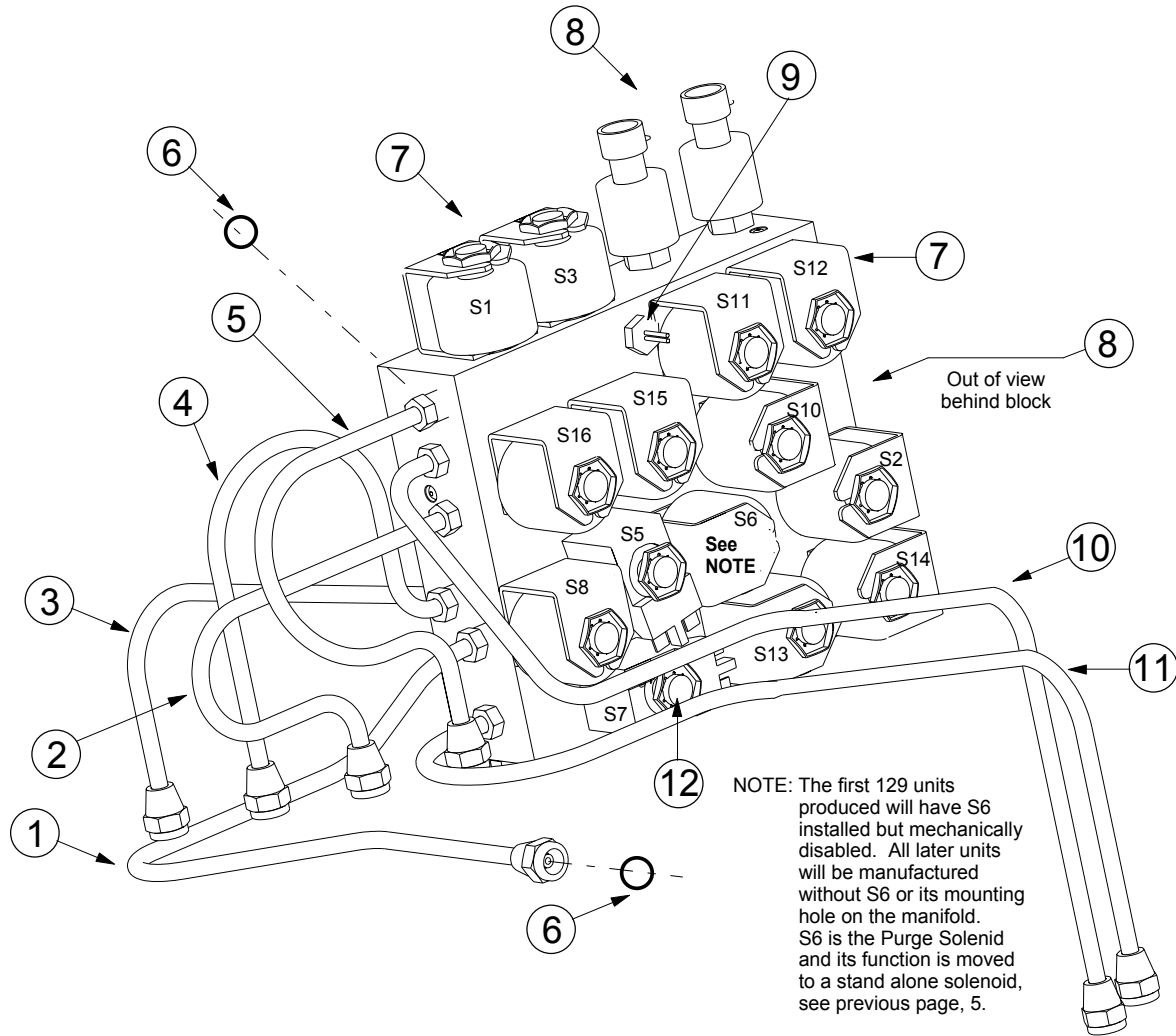 8
9
6
7
S12
7
S3
S1
S11
5
8
Out of view
behind block
4
S15
S10
S16
S2
S6
S5
See
NOTE
10
S14
3
S8
S13
11
S7
2
12
1
6
NOTE: The first 129 units
produced will have S6
installed but mechanically
disabled. All later units
will be manufactured
without S6 or its mounting
hole on the manifold.
S6 is the Purge Solenid
and its function is moved
to a stand alone solenoid,
see previous page, 5.